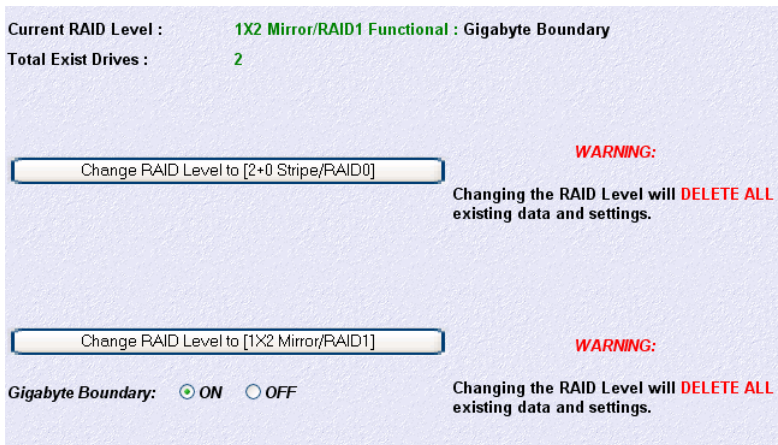 Current RAID Level : 1X2 Mirror/RAID1 Functional : Gigabyte Boundary
Total Exist Drives : 2
WARNING:
Change RAID Level to [2+0 Stripe/RAID0]
Changing the RAID Level will DELETE ALL
existing data and settings.
Change RAID Level to [1X2 Mirror/RAID1]
WARNING:
Gigabyte Boundary: ON OFF
Changing the RAID Level will DELETE ALL
existing data and settings.